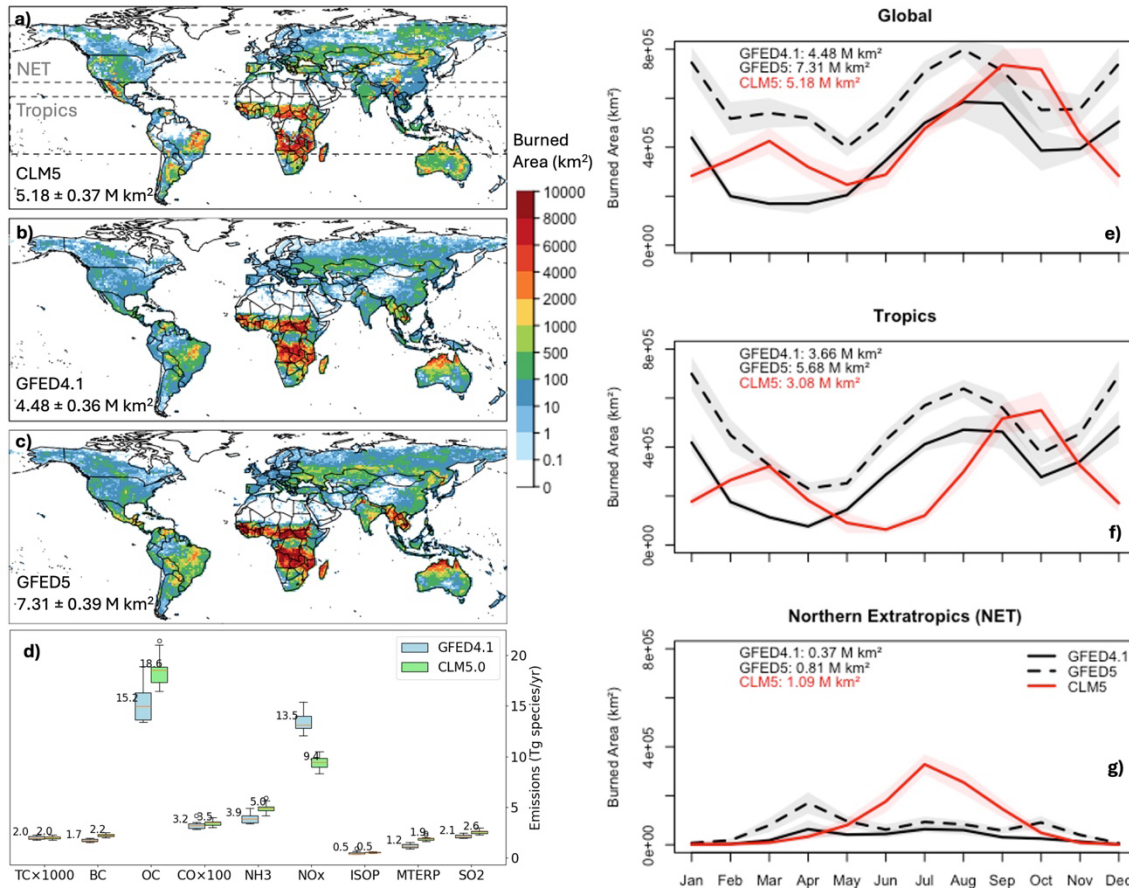 a)
NET
Tropics
CLM5
5.18 ± 0.37 M km²
b)
GFED4.1
4.48 ± 0.36 M km²
c)
GFED5
7.31 ± 0.39 M km²
Burned
Area (km²)
10000
8000
6000
4000
2000
1000
500
100
10
1
0.1
0
d)
GFED4.1
CLM5.0
2.0
2.0
1.7
2.2
15.2
18.6
3.2
3.5
3.9
5.0
13.5
9.4
0.5
0.5
1.2
1.9
2.1
2.6
20
15
10
5
0
Emissions (Tg species/yr)
TC×1000 BC OC CO×100 NH3 NOx ISOP MTERP SO2
Global
GFED4.1: 4.48 M km²
GFED5: 7.31 M km²
CLM5: 5.18 M km²
Burned Area (km²)
8e+05
4e+05
0e+00
e)
Tropics
GFED4.1: 3.66 M km²
GFED5: 5.68 M km²
CLM5: 3.08 M km²
Burned Area (km²)
8e+05
4e+05
0e+00
f)
Northern Extratropics (NET)
GFED4.1: 0.37 M km²
GFED5: 0.81 M km²
CLM5: 1.09 M km²
GFED4.1
GFED5
CLM5
Burned Area (km²)
8e+05
4e+05
0e+00
g)
Jan Feb Mar Apr May Jun Jul Aug Sep Oct Nov Dec